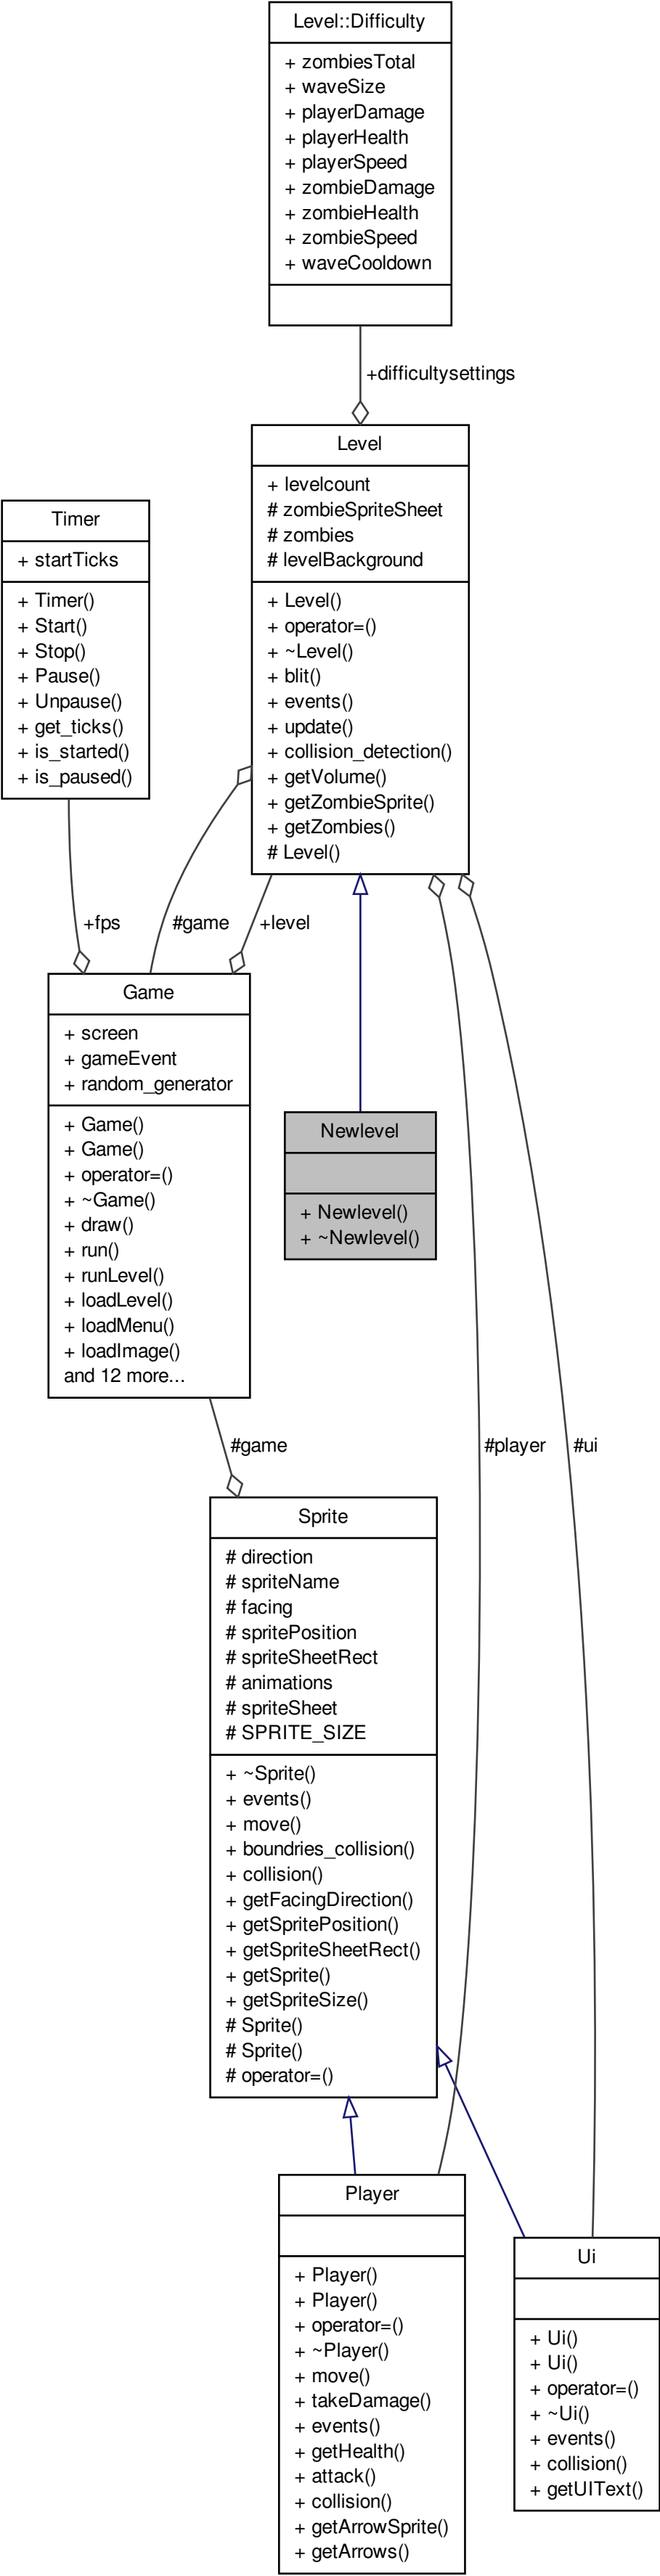 Level::Difficulty
+ zombiesTotal
+ waveSize
+ playerDamage
+ playerHealth
+ playerSpeed
+ zombieDamage
+ zombieHealth
+ zombieSpeed
+ waveCooldown
+difficultysettings
Level
+ levelcount
# zombieSpriteSheet
# zombies
# levelBackground
+ Level()
+ operator=()
+ ~Level()
+ blit()
+ events()
+ update()
+ collision_detection()
+ getVolume()
+ getZombieSprite()
+ getZombies()
# Level()
Timer
+ startTicks
+ Timer()
+ Start()
+ Stop()
+ Pause()
+ Unpause()
+ get_ticks()
+ is_started()
+ is_paused()
+fps
#game
+level
Game
+ screen
+ gameEvent
+ random_generator
+ Game()
+ Game()
+ operator=()
+ ~Game()
+ draw()
+ run()
+ runLevel()
+ loadLevel()
+ loadMenu()
+ loadImage()
and 12 more...
Newlevel
+ Newlevel()
+ ~Newlevel()
#game
#player
#ui
Sprite
# direction
# spriteName
# facing
# spritePosition
# spriteSheetRect
# animations
# spriteSheet
# SPRITE_SIZE
+ ~Sprite()
+ events()
+ move()
+ boundries_collision()
+ collision()
+ getFacingDirection()
+ getSpritePosition()
+ getSpriteSheetRect()
+ getSprite()
+ getSpriteSize()
# Sprite()
# Sprite()
# operator=()
Player
+ Player()
+ Player()
+ operator=()
+ ~Player()
+ move()
+ takeDamage()
+ events()
+ getHealth()
+ attack()
+ collision()
+ getArrowSprite()
+ getArrows()
Ui
+ Ui()
+ Ui()
+ operator=()
+ ~Ui()
+ events()
+ collision()
+ getUIText()